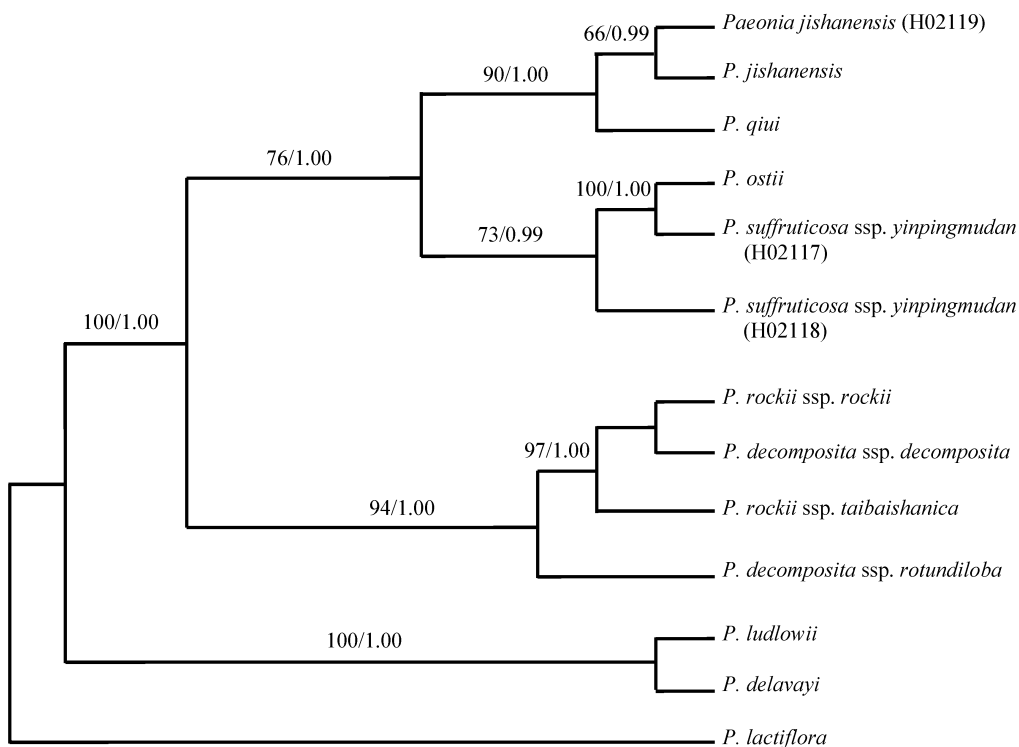 66/0.99
Paeonia jishanensis (H02119)
90/1.00
P. jishanensis
P. qiui
76/1.00
P. ostii
100/1.00
73/0.99
P. suffruticosa ssp. yinpingmudan
(H02117)
P. suffruticosa ssp. yinpingmudan
(H02118)
100/1.00
P. rockii ssp. rockii
97/1.00
P. decomposita ssp. decomposita
94/1.00
P. rockii ssp. taibaishanica
P. decomposita ssp. rotundiloba
100/1.00
P. ludlowii
P. delavayi
P. lactiflora